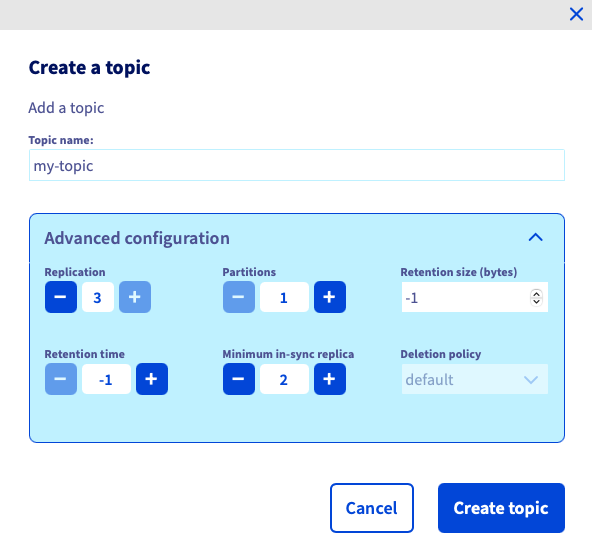 Create a topic
Add a topic
Topic name:
my-topic
Advanced configuration
Replication Partitions Retention size (bytes)
− 3 + − 1 + -1
Retention time Minimum in-sync replica Deletion policy
− -1 + − 2 + default
Cancel Create topic